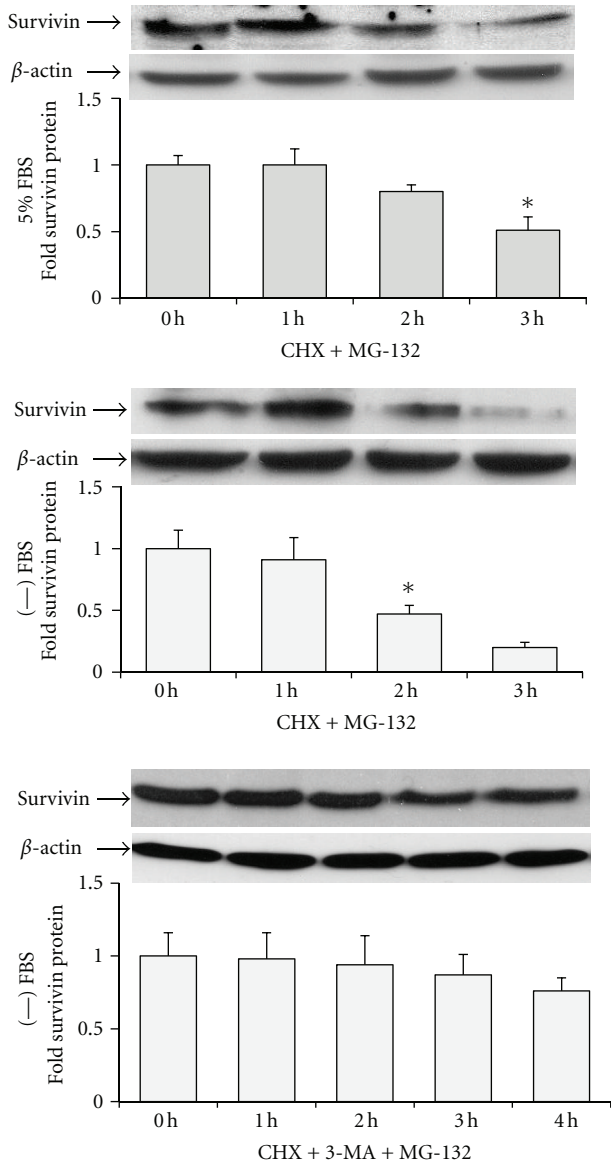 Survivin
β-actin
1.5
1
0.5
0
5% FBS
Fold survivin protein
*
0 h
1 h
2 h
3 h
CHX + MG-132
Survivin
β-actin
1.5
1
0.5
0
(—) FBS
Fold survivin protein
*
0 h
1 h
2 h
3 h
CHX + MG-132
Survivin
β-actin
1.5
1
0.5
0
(—) FBS
Fold survivin protein
0 h
1 h
2 h
3 h
4 h
CHX + 3-MA + MG-132